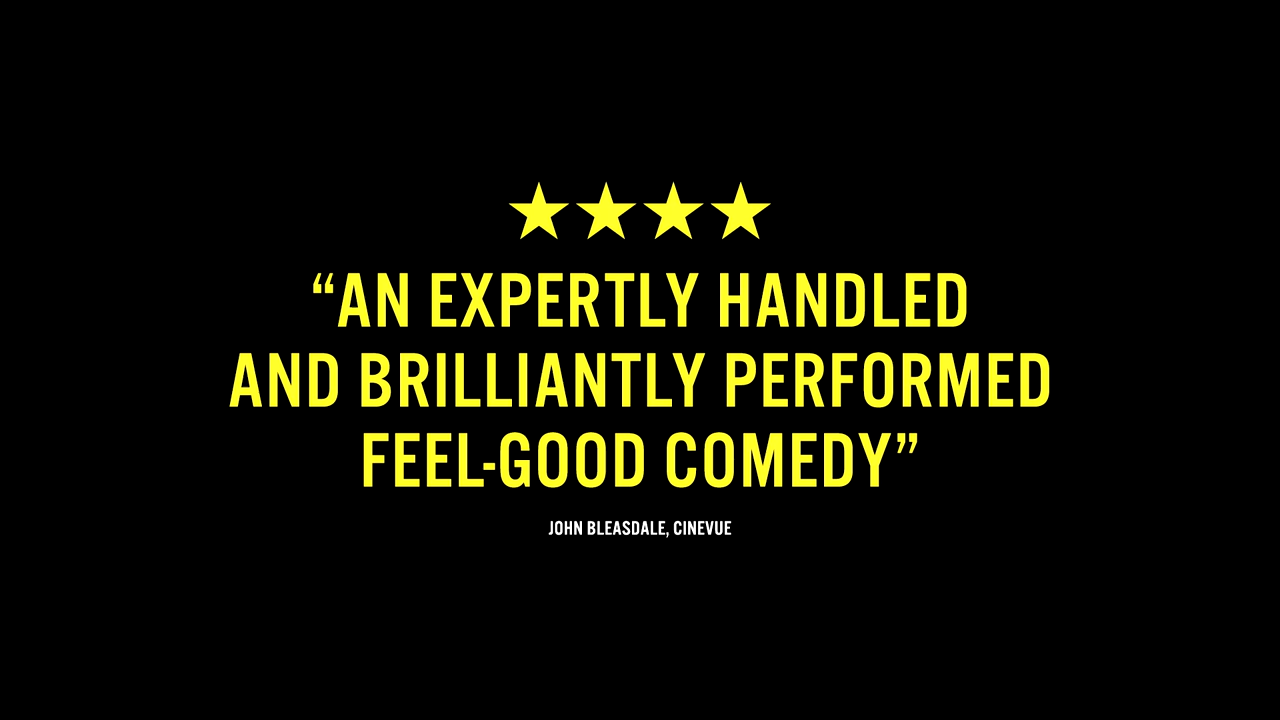 ★★★★
“AN EXPERTLY HANDLED
AND BRILLIANTLY PERFORMED
FEEL-GOOD COMEDY”
JOHN BLEASDALE, CINEVUE